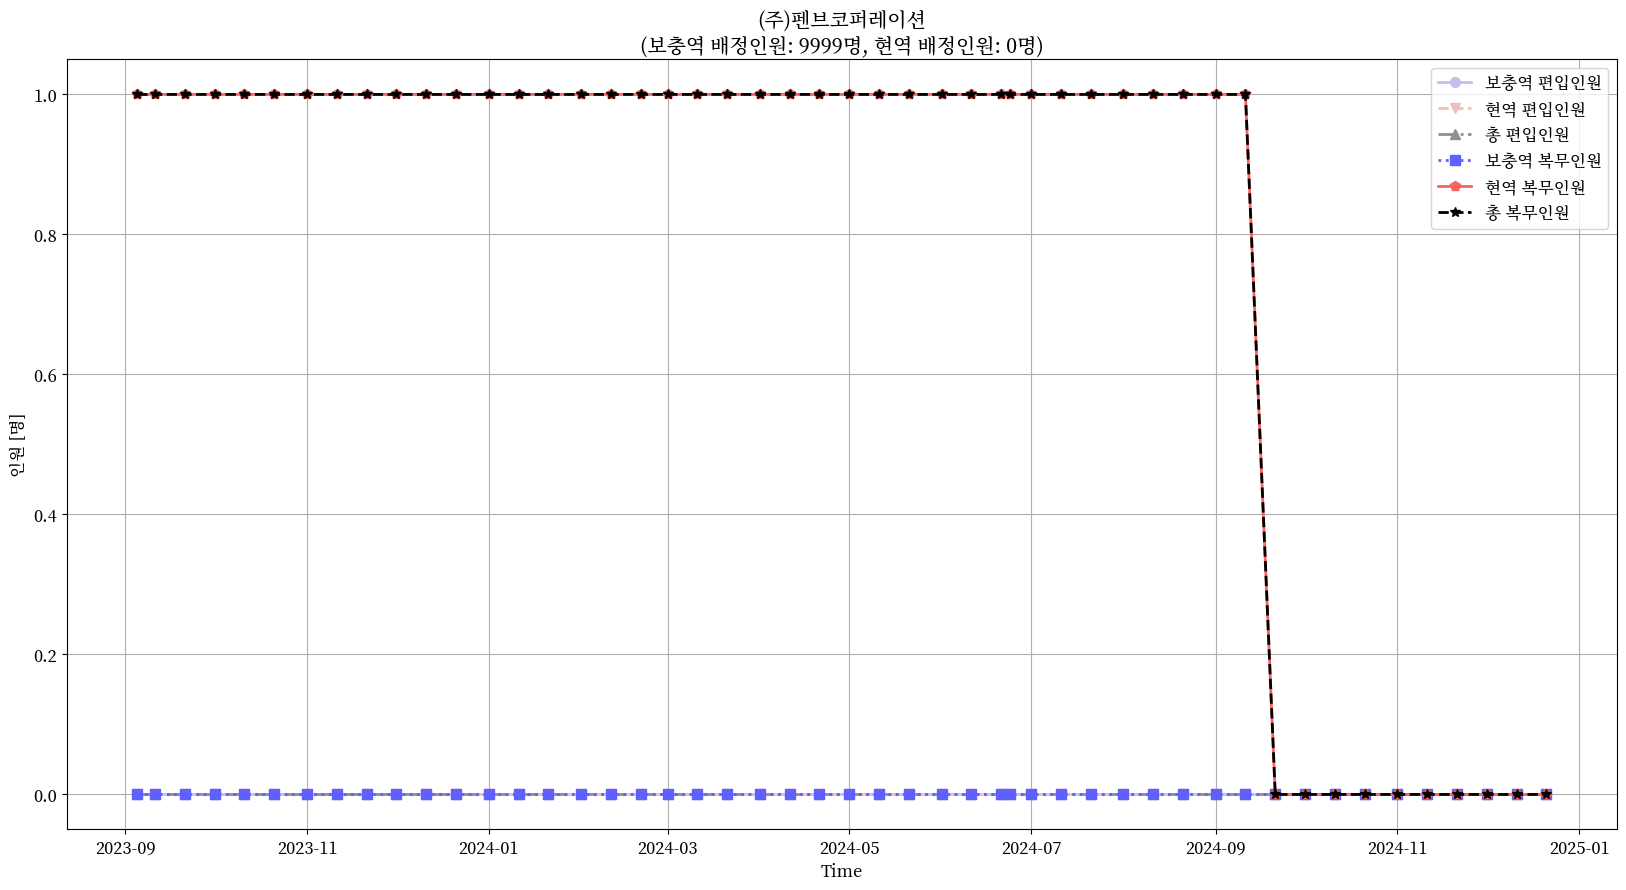 (주)펜브코퍼레이션
(보충역 배정인원: 9999명, 현역 배정인원: 0명)
보충역 편입인원
현역 편입인원
총 편입인원
보충역 복무인원
현역 복무인원
총 복무인원
인원 [명]
1.0
0.8
0.6
0.4
0.2
0.0
2023-09 2023-11 2024-01 2024-03 2024-05 2024-07 2024-09 2024-11 2025-01
Time